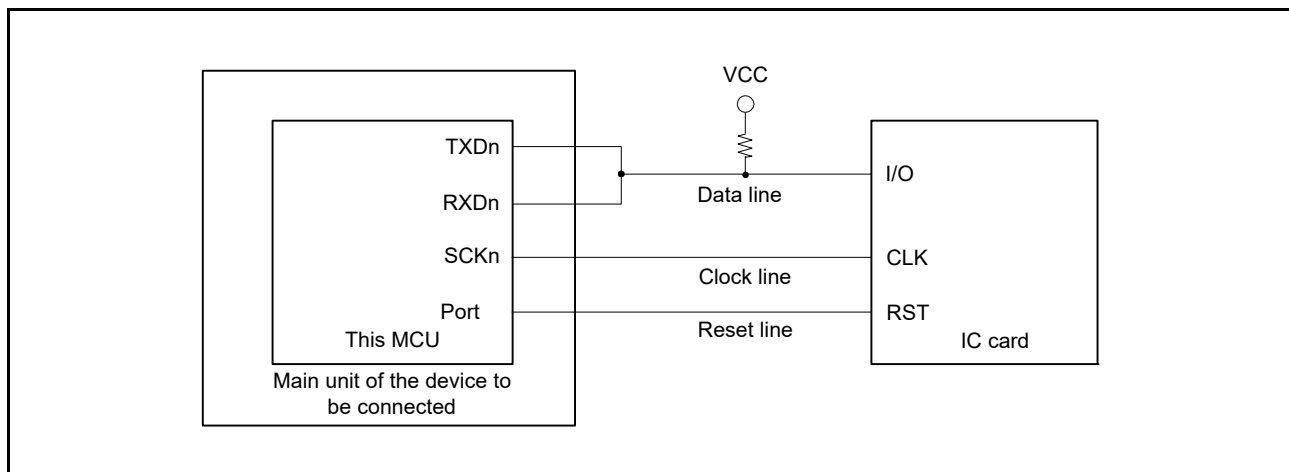 VCC
TXDn
I/O
Data line
RXDn
SCKn
CLK
Clock line
Port
RST
Reset line
This MCU
IC card
Main unit of the device to
be connected